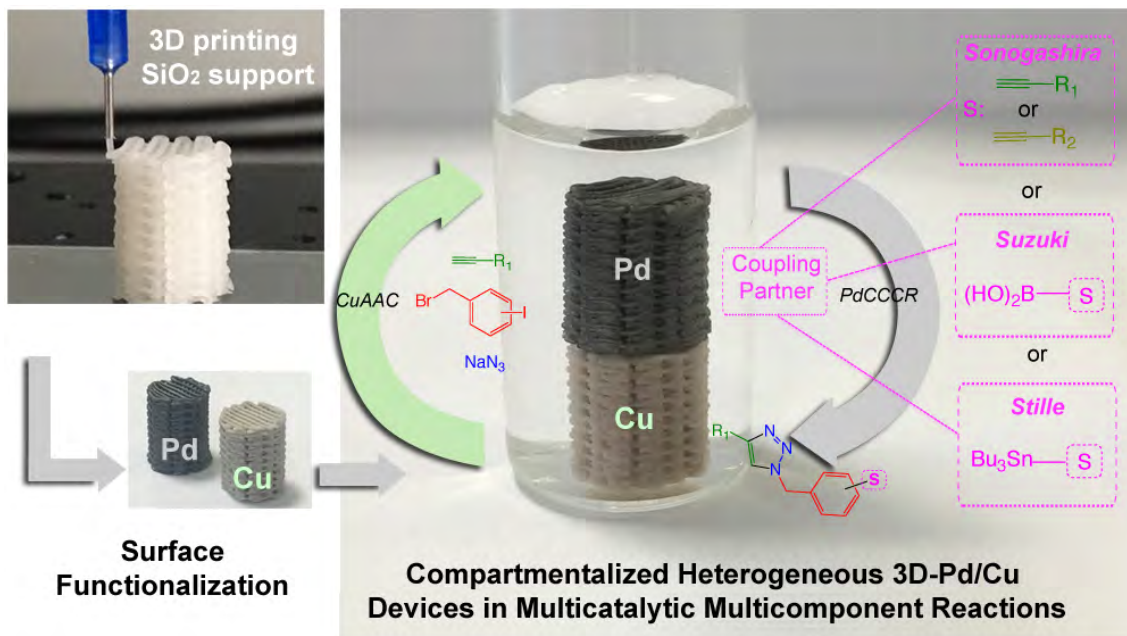 3D printing
SiO₂ support
Pd
Cu
Surface
Functionalization
CuAAC
R₁
Br
I
NaN₃
Pd
Cu
Coupling
Partner
PdCCCR
Sonogashira
R₁
S:
or
R₂
or
Suzuki
(HO)₂B
S
or
Stille
Bu₃Sn
S
R₁
N
N
N
S
Compartmentalized Heterogeneous 3D-Pd/Cu
Devices in Multicatalytic Multicomponent Reactions